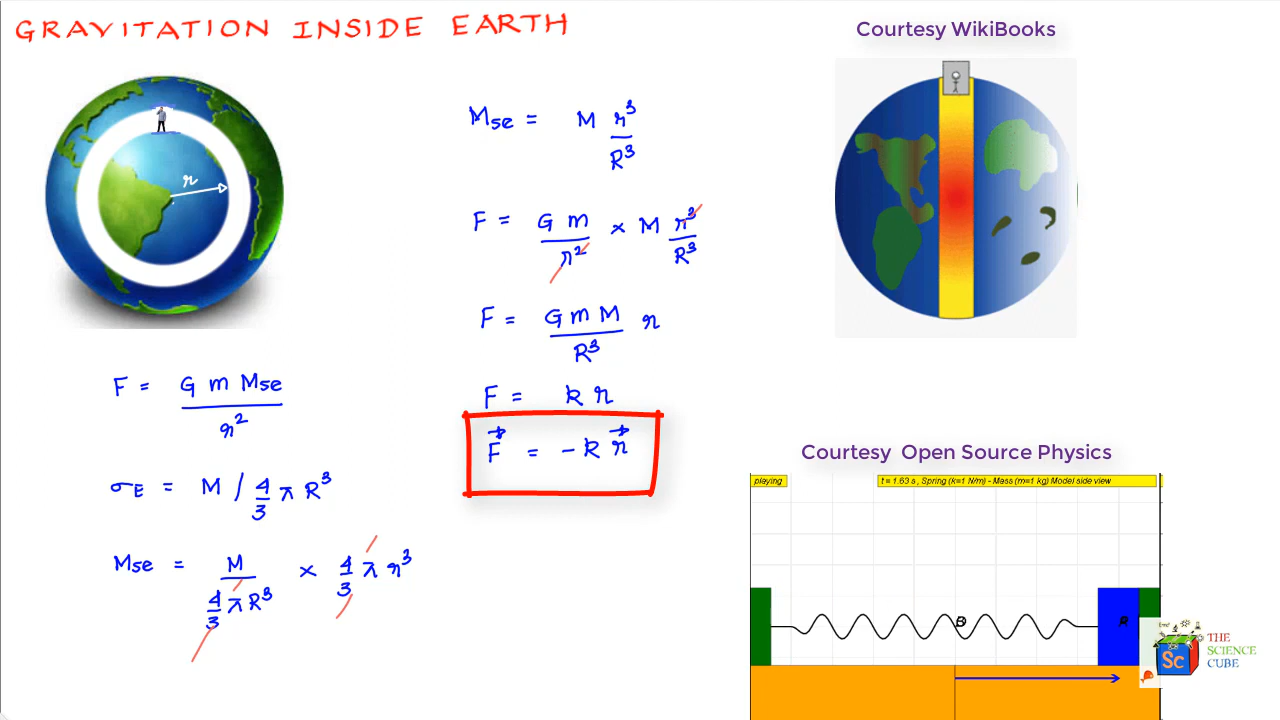 GRAVITATION INSIDE EARTH
r
F = G m Mse / r²
σE = M / 4/3 π R³
Mse = M / 4/3 π R³ × 4/3 π r³
Mse = M r³ / R³
F = G m / r² × M r³ / R³
F = G m M / R³ r
F = k r
F⃗ = - k r⃗
Courtesy WikiBooks
Courtesy Open Source Physics
playing
t = 1.63 s , Spring (k=1 N/m) - Mass (m=1 kg) Model side view
THE
SCIENCE
CUBE
Sc